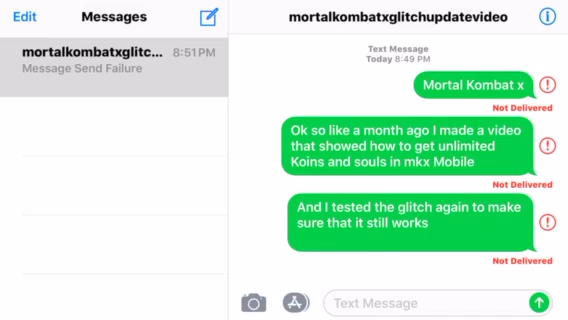 Edit
Messages
mortalkombatxglitc...
8:51 PM
Message Send Failure
mortalkombatxglitchupdatevideo
Text Message
Today 8:49 PM
Mortal Kombat x
Not Delivered
Ok so like a month ago I made a video
that showed how to get unlimited
Koins and souls in mkx Mobile
Not Delivered
And I tested the glitch again to make
sure that it still works
Not Delivered
Text Message